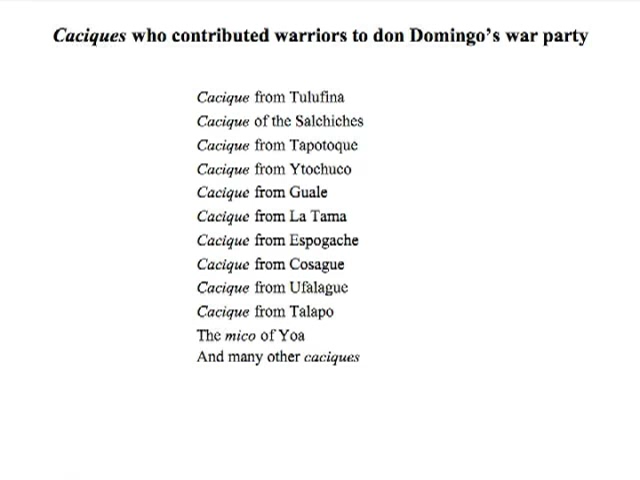 Caciques who contributed warriors to don Domingo's war party
Cacique from Tulufina
Cacique of the Salchiches
Cacique from Tapotoque
Cacique from Ytochuco
Cacique from Guale
Cacique from La Tama
Cacique from Espogache
Cacique from Cosague
Cacique from Ufalague
Cacique from Talapo
The mico of Yoa
And many other caciques